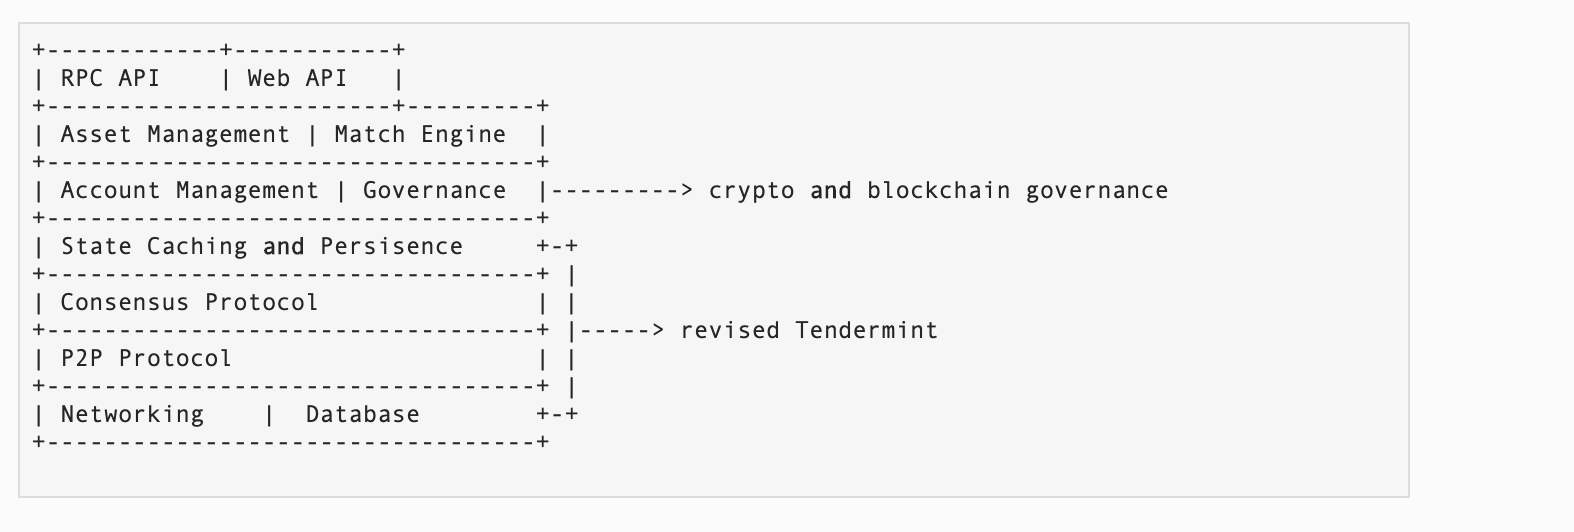 +------------+-----------+
| RPC API    | Web API   |
+------------------------+---------+
| Asset Management | Match Engine  |
+----------------------------------+
| Account Management | Governance  |---------> crypto and blockchain governance
+----------------------------------+
| State Caching and Persisence     +-+
+----------------------------------+ |
| Consensus Protocol               | |
+----------------------------------+ |-----> revised Tendermint
| P2P Protocol                     | |
+----------------------------------+ |
| Networking    |  Database        +-+
+----------------------------------+